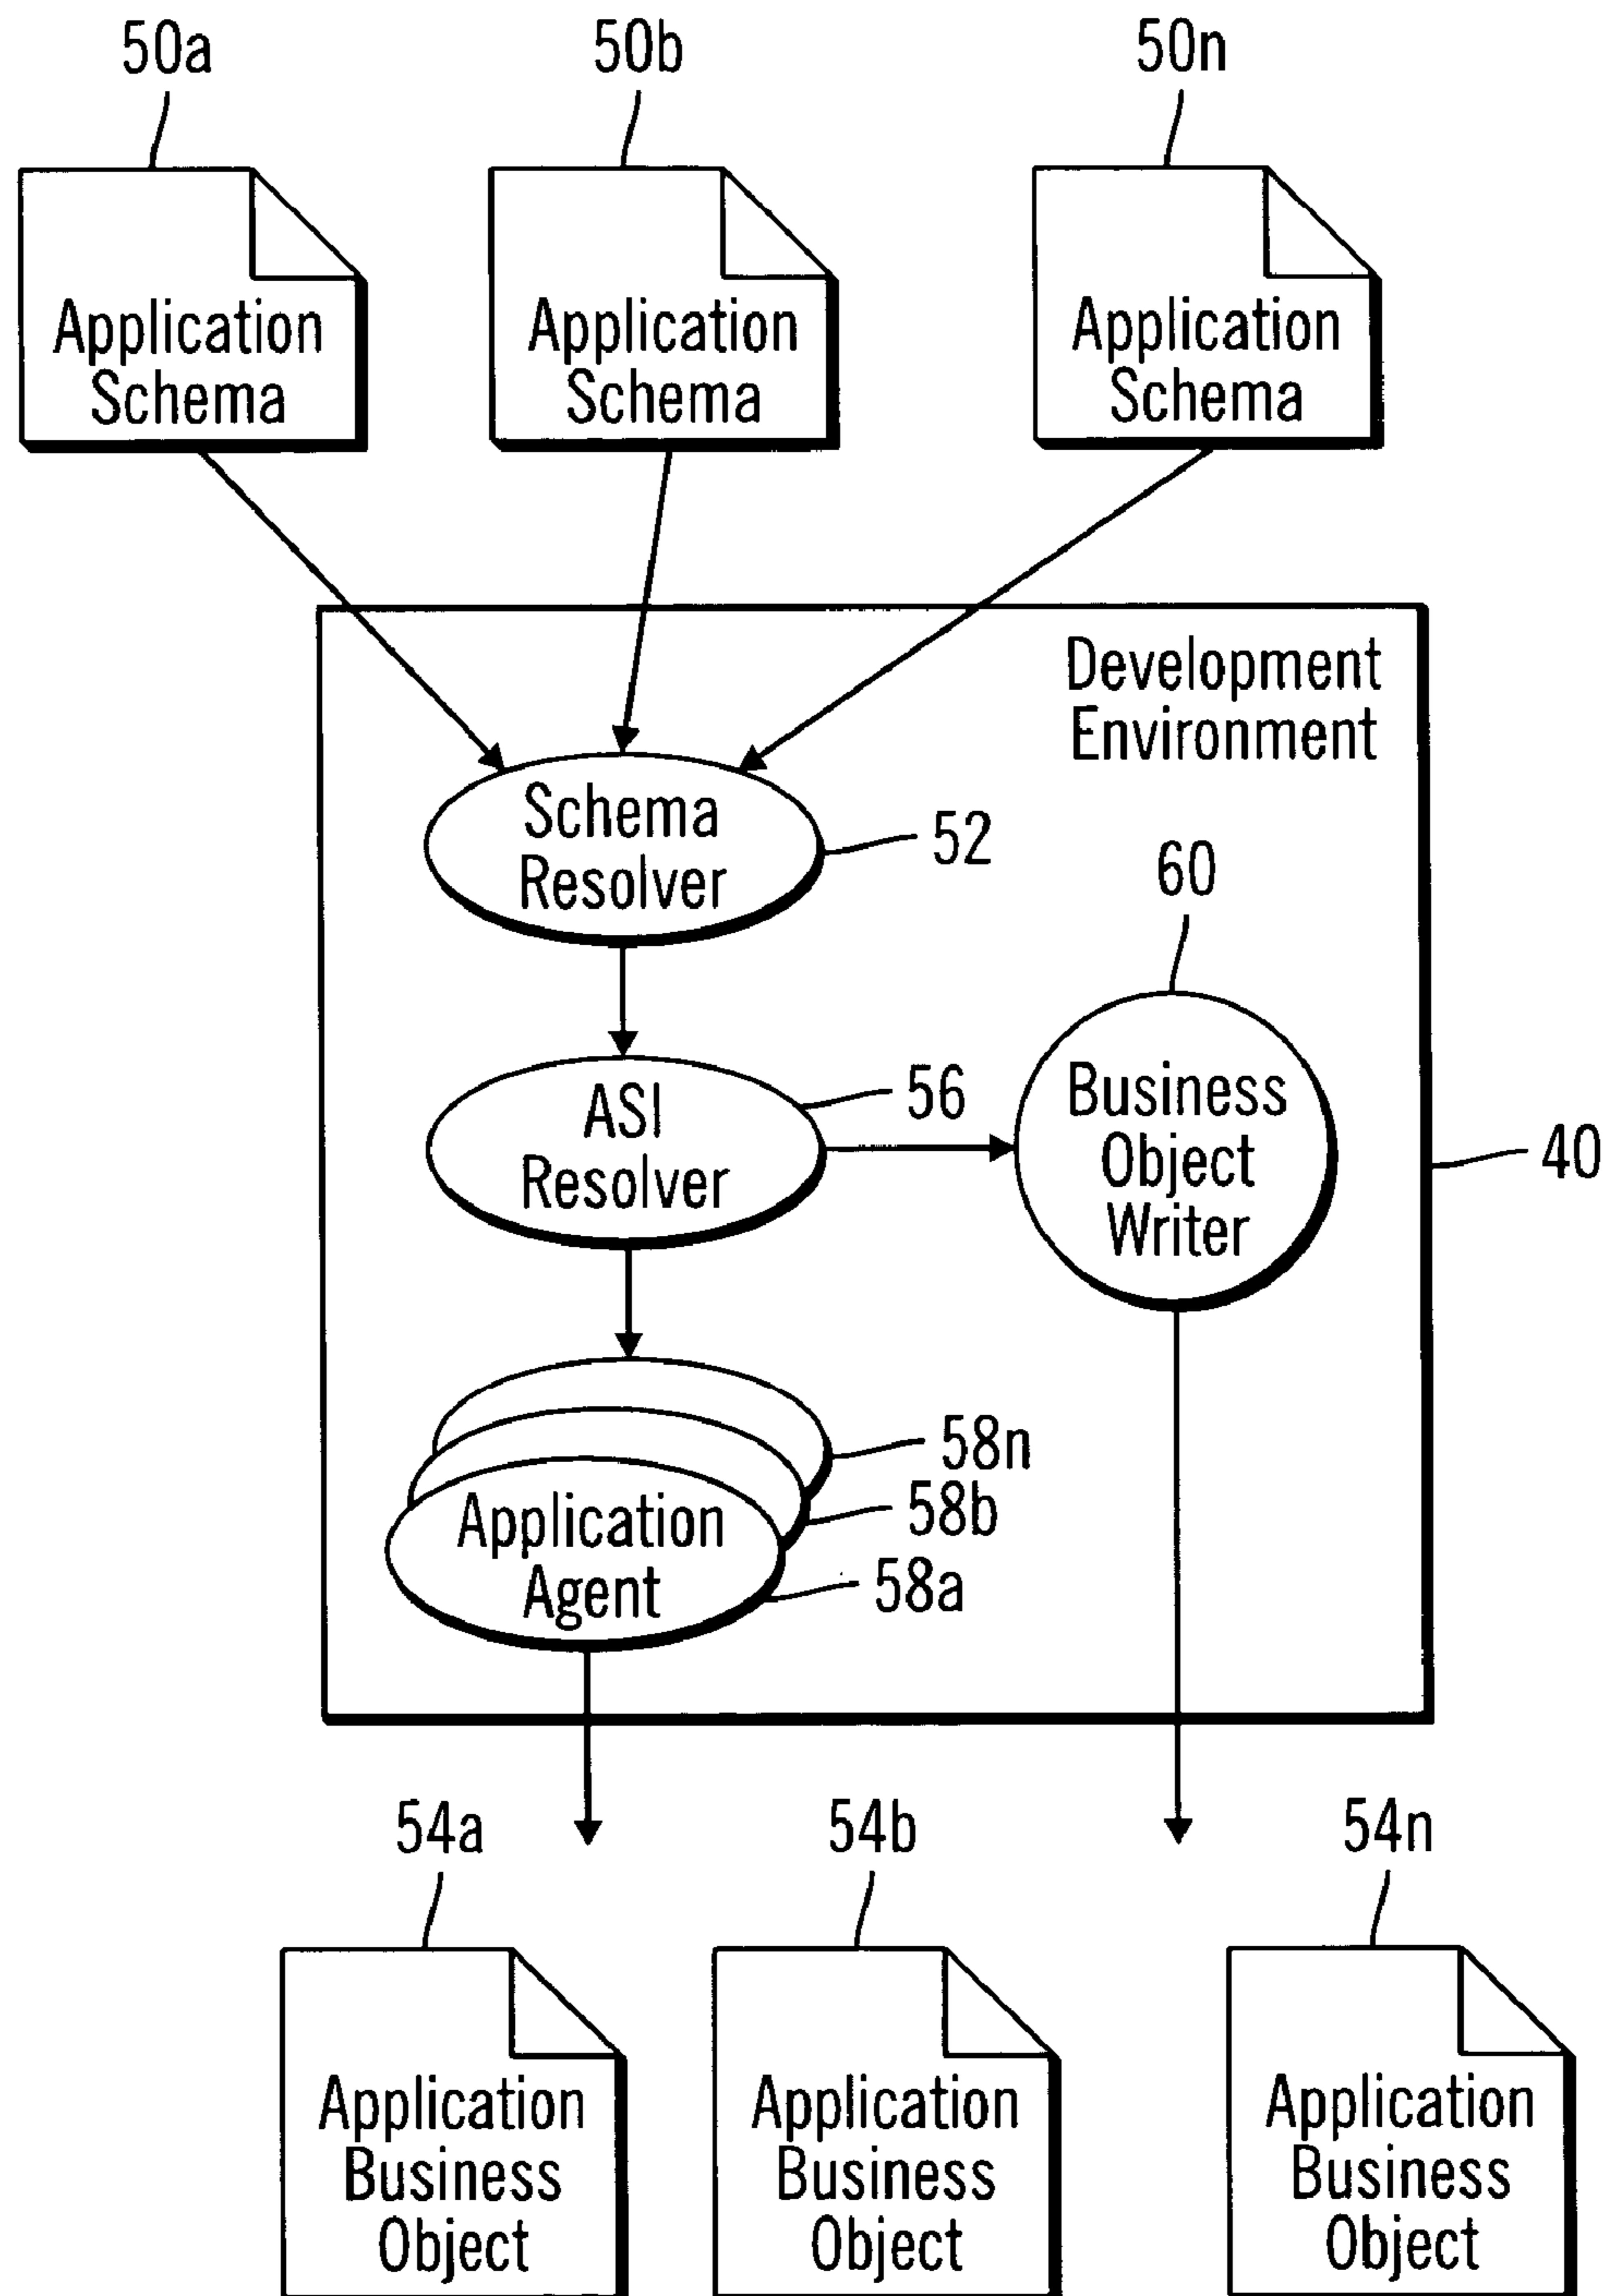 50a
50b
50n
Application
Schema
Application
Schema
Application
Schema
Development
Environment
Schema
Resolver
52
60
ASI
Resolver
56
Business
Object
Writer
40
58n
58b
Application
Agent
58a
54a
54b
54n
Application
Business
Object
Application
Business
Object
Application
Business
Object